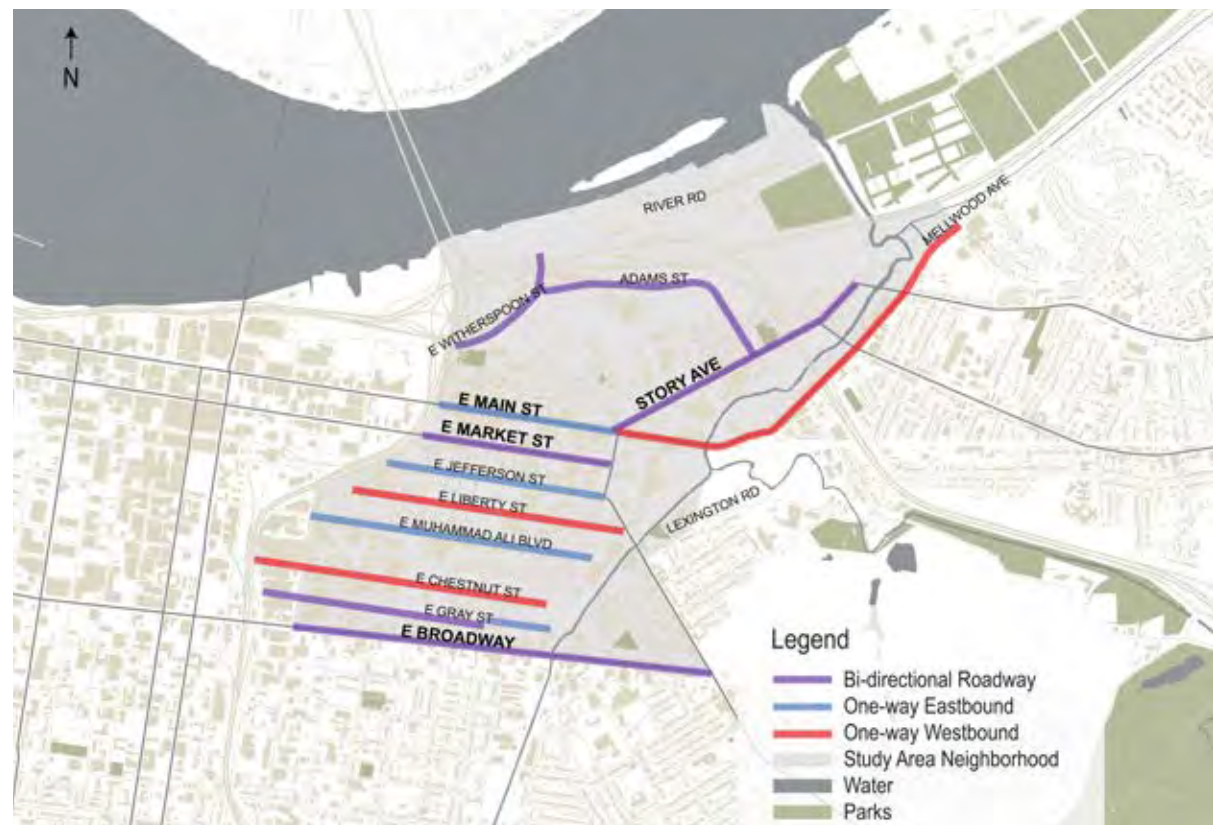 N
RIVER RD
MELLWOOD AVE
ADAMS ST
E WITHERSPOON ST
STORY AVE
E MAIN ST
E MARKET ST
E JEFFERSON ST
E LIBERTY ST
LEXINGTON RD
E MUHAMMAD ALI BLVD
E CHESTNUT ST
E GRAY ST
E BROADWAY
Legend
Bi-directional Roadway
One-way Eastbound
One-way Westbound
Study Area Neighborhood
Water
Parks